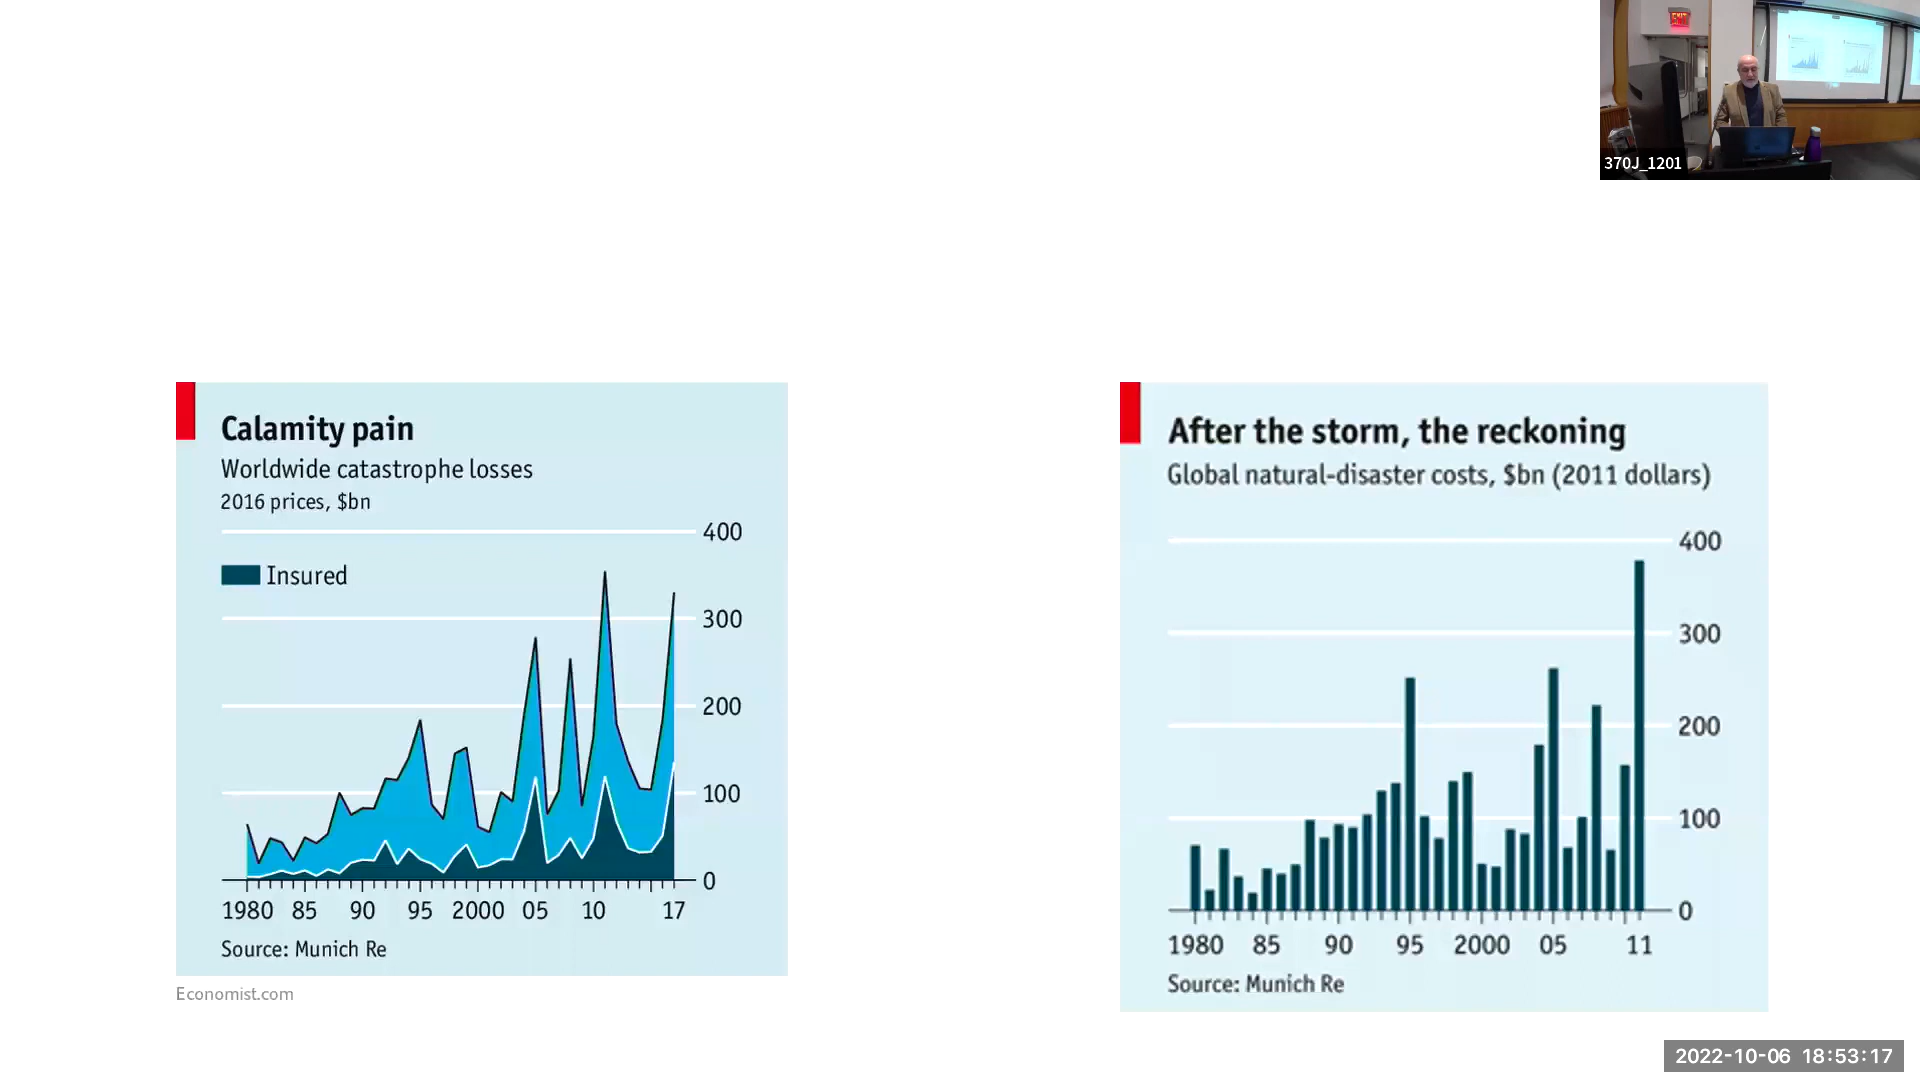 EXIT
370J_1201
Calamity pain
Worldwide catastrophe losses
2016 prices, $bn
400
Insured
300
200
100
0
1980 85 90 95 2000 05 10 17
Source: Munich Re
Economist.com
After the storm, the reckoning
Global natural-disaster costs, $bn (2011 dollars)
400
300
200
100
0
1980 85 90 95 2000 05 11
Source: Munich Re
2022-10-06 18:53:17